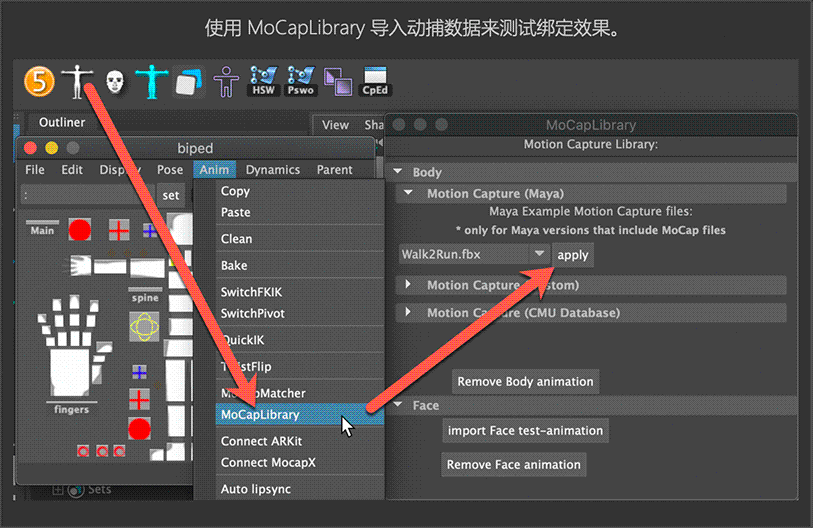 使用 MoCapLibrary 导入动捕数据来测试绑定效果。
5
HSW
Pswo
CpEd
Outliner
View Sha
MoCapLibrary
biped
Motion Capture Library:
File Edit Display Pose Anim Dynamics Parent
Body
: set
Copy
Motion Capture (Maya)
Paste
Maya Example Motion Capture files:
Main
Clean
* only for Maya versions that include MoCap files
Walk2Run.fbx apply
Bake
SwitchFKIK
Motion Capture
spine
SwitchPivot
Motion Capture (CMU Database)
QuickIK
Remove Body animation
fingers
MoCapLibrary
Face
import Face test-animation
Connect ARKit
Connect MocapX
Remove Face animation
Auto lipsync
Sets